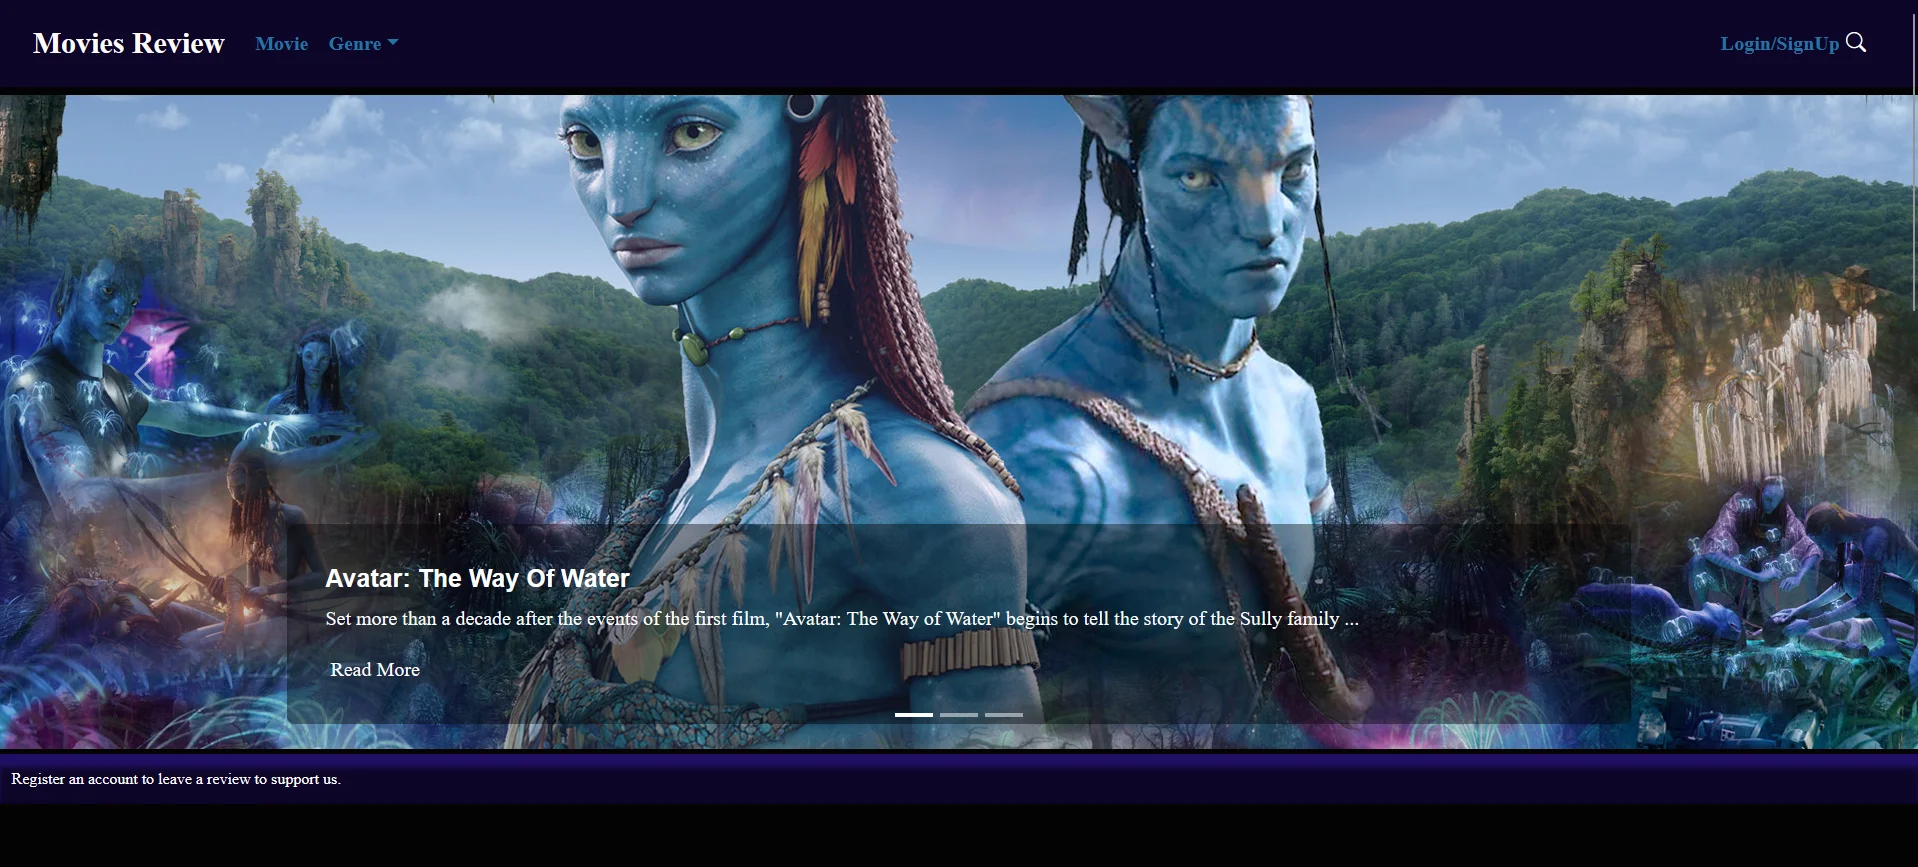 Movies Review Movie Genre Login/SignUp
Avatar: The Way Of Water
Set more than a decade after the events of the first film, "Avatar: The Way of Water" begins to tell the story of the Sully family ...
Read More
Register an account to leave a review to support us.